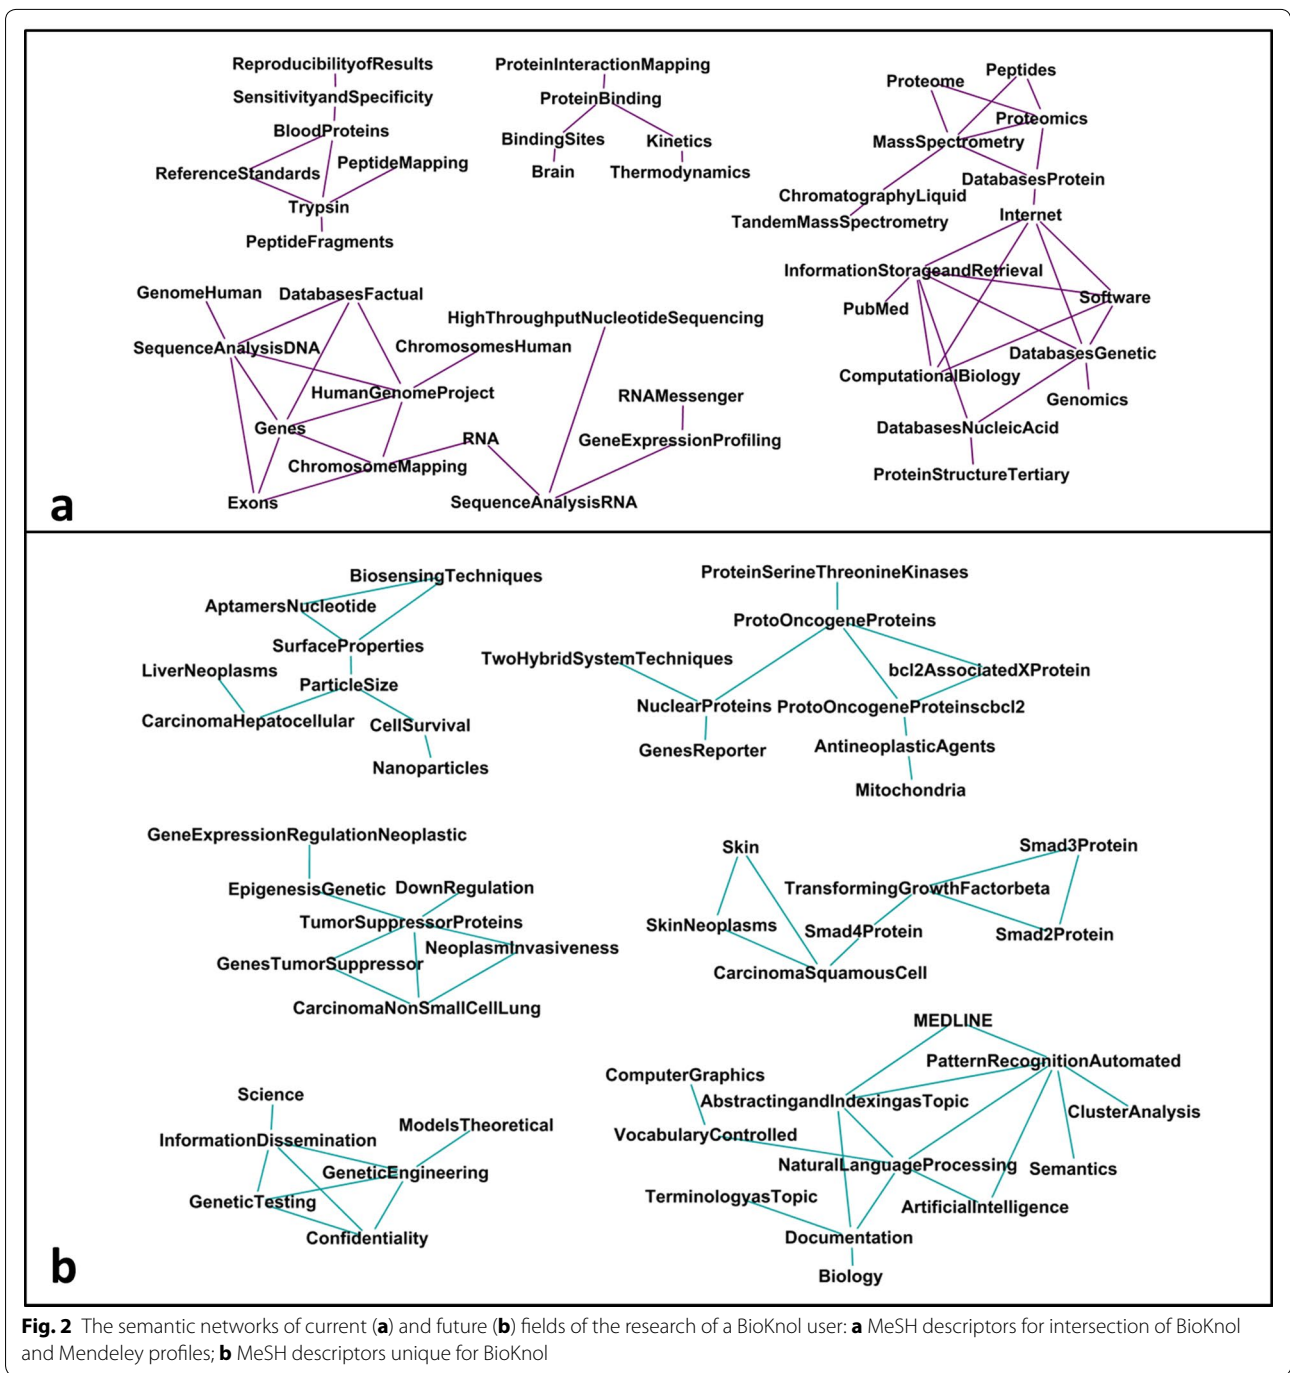 ReproducibilityofResults
SensitivityandSpecificity
BloodProteins
ReferenceStandards
PeptideMapping
Trypsin
PeptideFragments
ProteinInteractionMapping
ProteinBinding
BindingSites
Kinetics
Brain
Thermodynamics
Peptides
Proteome
Proteomics
MassSpectrometry
DatabasesProtein
ChromatographyLiquid
TandemMassSpectrometry
Internet
InformationStorageandRetrieval
PubMed
Software
DatabasesGenetic
ComputationalBiology
Genomics
DatabasesNucleicAcid
ProteinStructureTertiary
GenomeHuman
DatabasesFactual
HighThroughputNucleotideSequencing
SequenceAnalysisDNA
ChromosomesHuman
HumanGenomeProject
RNAMessenger
Genes
RNA
GeneExpressionProfiling
ChromosomeMapping
Exons
SequenceAnalysisRNA
a
BiosensingTechniques
AptamersNucleotide
SurfaceProperties
LiverNeoplasms
ParticleSize
CarcinomaHepatocellular
CellSurvival
Nanoparticles
ProteinSerineThreonineKinases
ProtoOncogeneProteins
TwoHybridSystemTechniques
bcl2AssociatedXProtein
NuclearProteins
ProtoOncogeneProteinscbcl2
GenesReporter
AntineoplasticAgents
Mitochondria
GeneExpressionRegulationNeoplastic
EpigenesisGenetic
DownRegulation
TumorSuppressorProteins
NeoplasmInvasiveness
GenesTumorSuppressor
CarcinomaNonSmallCellLung
Skin
Smad3Protein
TransformingGrowthFactorbeta
SkinNeoplasms
Smad4Protein
Smad2Protein
CarcinomaSquamousCell
Science
InformationDissemination
ModelsTheoretical
GeneticEngineering
GeneticTesting
Confidentiality
MEDLINE
PatternRecognitionAutomated
ComputerGraphics
AbstractingandIndexingasTopic
ClusterAnalysis
VocabularyControlled
NaturalLanguageProcessing
Semantics
TerminologyasTopic
ArtificialIntelligence
Documentation
Biology
b
Fig. 2 The semantic networks of current (a) and future (b) fields of the research of a BioKnol user: a MeSH descriptors for intersection of BioKnol
and Mendeley profiles; b MeSH descriptors unique for BioKnol